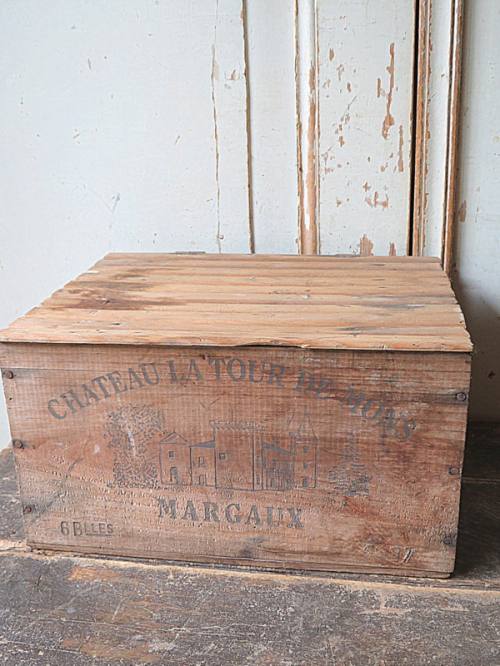 CHATEAU LA TOUR DE MONS
MARGAUX
6 BLLES